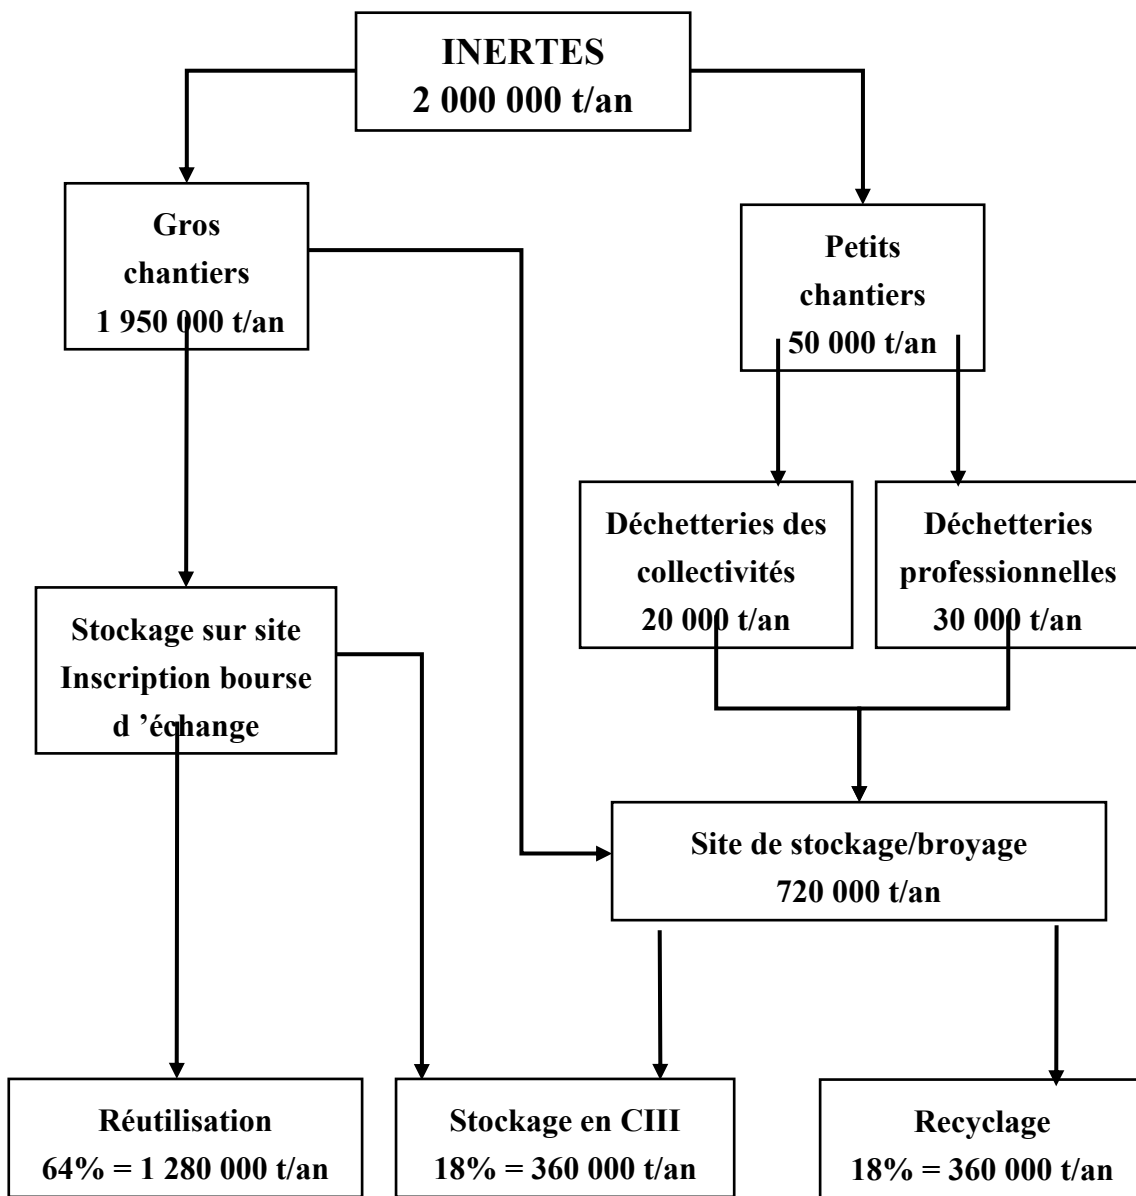 INERTES
2 000 000 t/an
Gros
chantiers
1 950 000 t/an
Petits
chantiers
50 000 t/an
Déchetteries des
collectivités
20 000 t/an
Déchetteries
professionnelles
30 000 t/an
Stockage sur site
Inscription bourse
d ’échange
Site de stockage/broyage
720 000 t/an
Réutilisation
64% = 1 280 000 t/an
Stockage en CIII
18% = 360 000 t/an
Recyclage
18% = 360 000 t/an